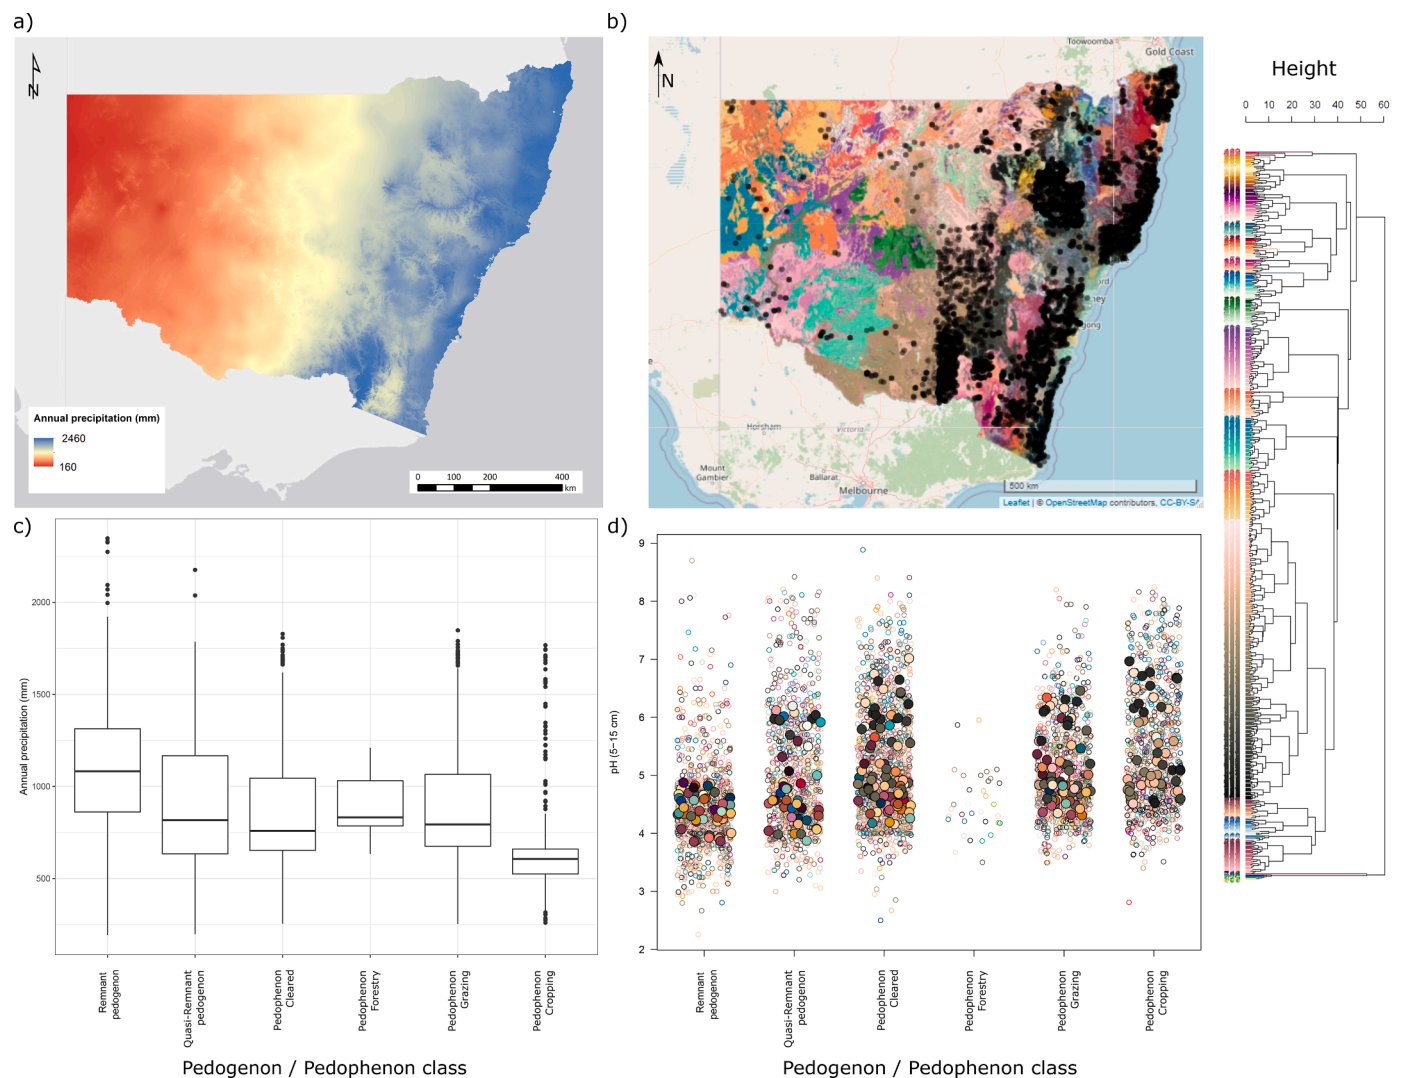 a)
N
Annual precipitation (mm)
2460
160
0 100 200 400
km
b)
N
Toowoomba
Gold Coast
ord
ney
gong
e
Horsham
Victoria
Mount
Gambier
Ballarat
Melbourne
500 km
Leaflet | © OpenStreetMap contributors, CC-BY-SA
Height
0 10 20 30 40 50 60
c)
Annual precipitation (mm)
2000
1500
1000
500
Remnant
pedogenon
Quasi-Remnant
pedogenon
Pedophenon
Cleared
Pedophenon
Forestry
Pedophenon
Grazing
Pedophenon
Cropping
Pedogenon / Pedophenon class
d)
pH (5−15 cm)
9
8
7
6
5
4
3
2
Remnant
pedogenon
Quasi-Remnant
pedogenon
Pedophenon
Cleared
Pedophenon
Forestry
Pedophenon
Grazing
Pedophenon
Cropping
Pedogenon / Pedophenon class